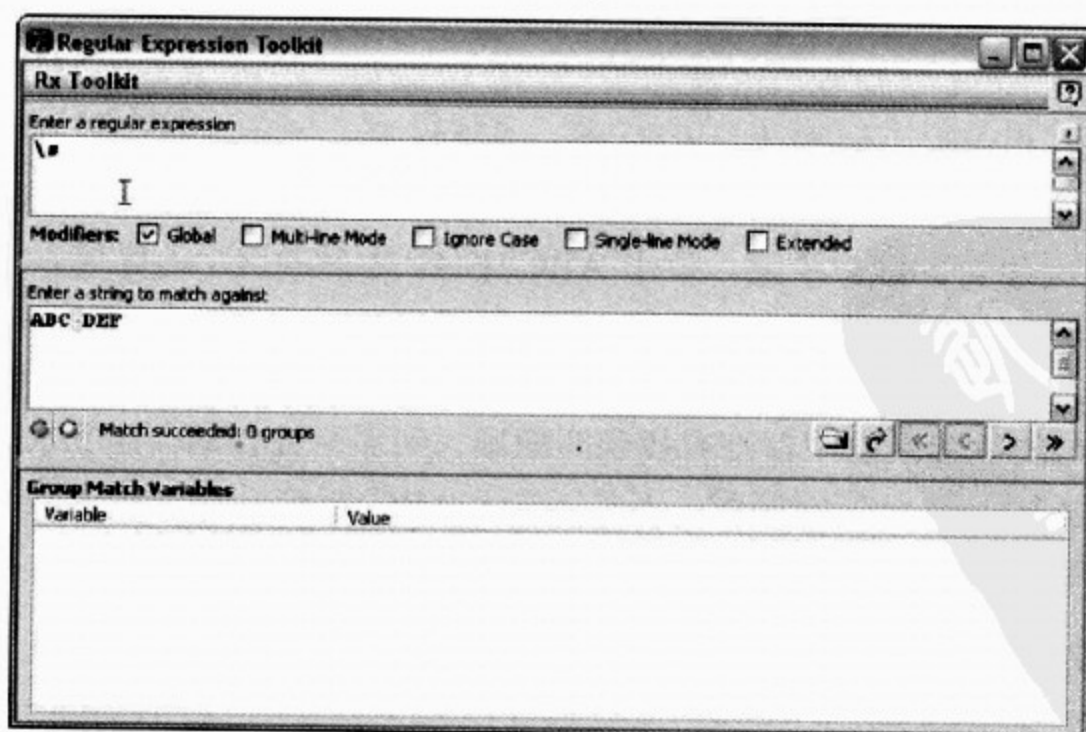 Regular Expression Toolkit
Rx Toolkit
Enter a regular expression
\s
Modifiers: Global Multi-line Mode Ignore Case Single-line Mode Extended
Enter a string to match against
ABC DEF
Match succeeded: 0 groups
Group Match Variables
Variable Value